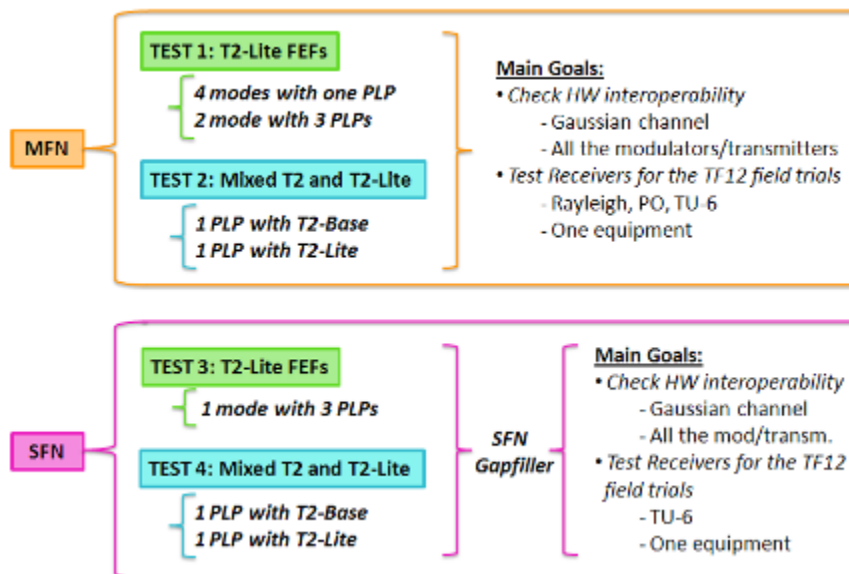 MFN
TEST 1: T2-Lite FEFs
4 modes with one PLP
2 mode with 3 PLPs
TEST 2: Mixed T2 and T2-Lite
1 PLP with T2-Base
1 PLP with T2-Lite
Main Goals:
• Check HW interoperability
- Gaussian channel
- All the modulators/transmitters
• Test Receivers for the TF12 field trials
- Rayleigh, PO, TU-6
- One equipment
SFN
TEST 3: T2-Lite FEFs
1 mode with 3 PLPs
TEST 4: Mixed T2 and T2-Lite
1 PLP with T2-Base
1 PLP with T2-Lite
SFN
Gapfiller
Main Goals:
• Check HW interoperability
- Gaussian channel
- All the mod/transm.
• Test Receivers for the TF12
field trials
- TU-6
- One equipment